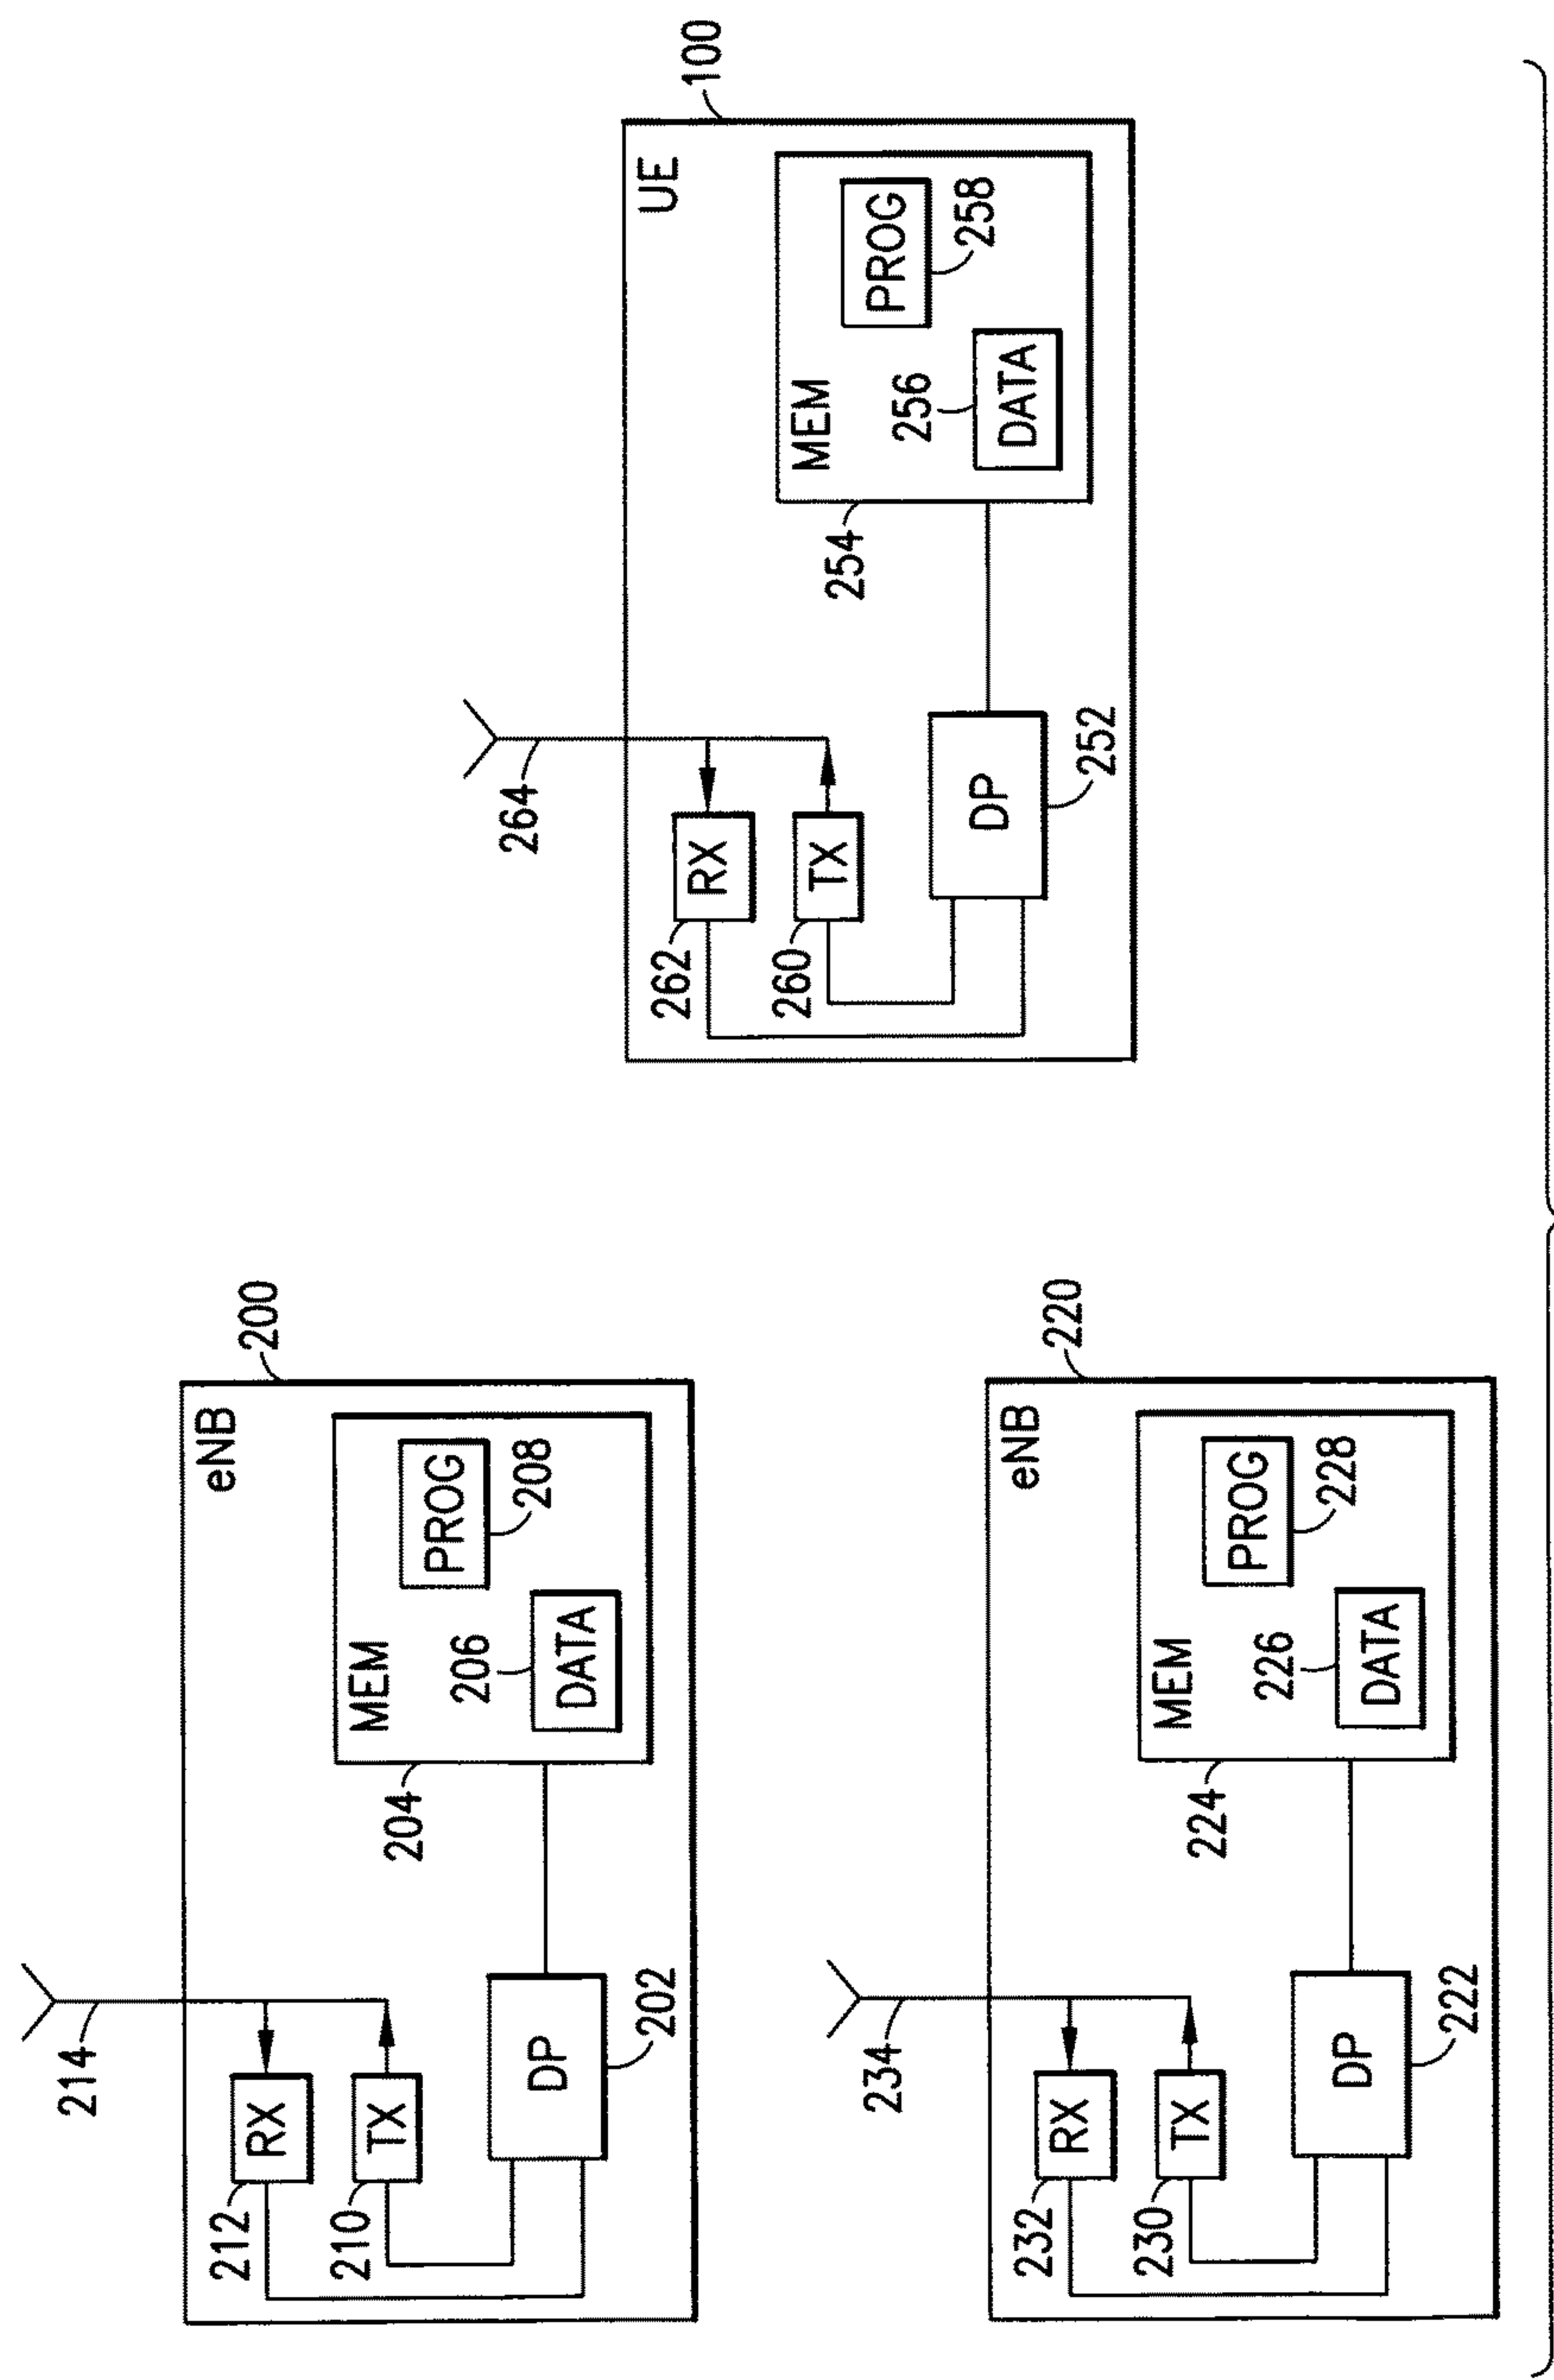 eNB
200
214
212
RX
210
TX
DP
202
204
MEM
206
DATA
PROG
208
eNB
220
234
232
RX
230
TX
DP
222
224
MEM
226
DATA
PROG
228
UE
100
264
262
RX
260
TX
DP
252
254
MEM
256
DATA
PROG
258